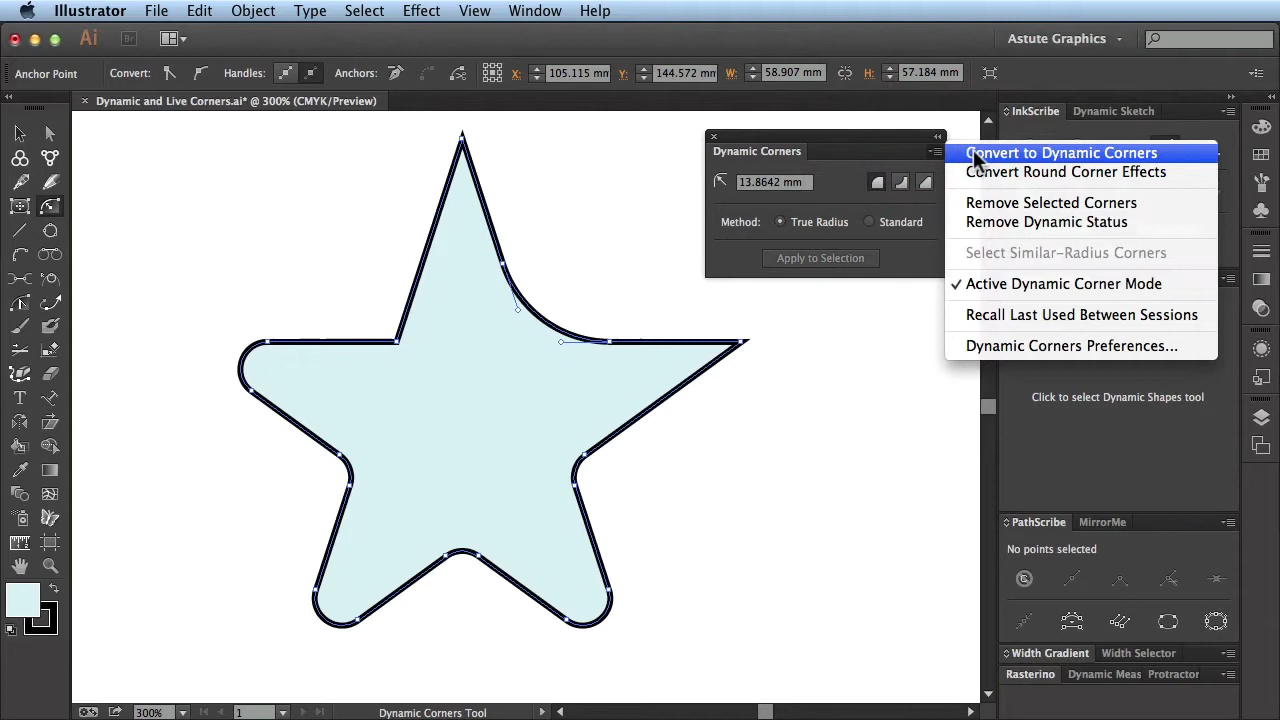 Illustrator File Edit Object Type Select Effect View Window Help
Ai Br Astute Graphics
Anchor Point Convert: Handles: Anchors: X: 105.115 mm Y: 144.572 mm W: 58.907 mm H: 57.184 mm
× Dynamic and Live Corners.ai* @ 300% (CMYK/Preview)
InkScribe Dynamic Sketch
Dynamic Corners
13.8642 mm
Method: True Radius Standard
Apply to Selection
Convert to Dynamic Corners
Convert Round Corner Effects
Remove Selected Corners
Remove Dynamic Status
Select Similar-Radius Corners
✓ Active Dynamic Corner Mode
Recall Last Used Between Sessions
Dynamic Corners Preferences...
Click to select Dynamic Shapes tool
PathScribe MirrorMe
No points selected
Width Gradient Width Selector
Rasterino Dynamic Meas Protractor
300% 1 Dynamic Corners Tool